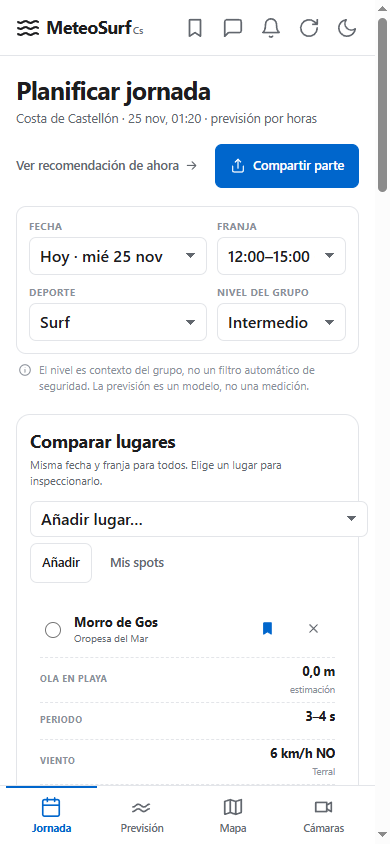 MeteoSurf Cs
Planificar jornada
Costa de Castellón · 25 nov, 01:20 · previsión por horas
Ver recomendación de ahora →
Compartir parte
FECHA
FRANJA
Hoy · mié 25 nov
12:00–15:00
DEPORTE
NIVEL DEL GRUPO
Surf
Intermedio
El nivel es contexto del grupo, no un filtro automático de
seguridad. La previsión es un modelo, no una medición.
Comparar lugares
Misma fecha y franja para todos. Elige un lugar para
inspeccionarlo.
Añadir lugar...
Añadir
Mis spots
Morro de Gos
Oropesa del Mar
OLA EN PLAYA
0,0 m
estimación
PERIODO
3–4 s
VIENTO
6 km/h NO
Terral
Jornada
Previsión
Mapa
Cámaras